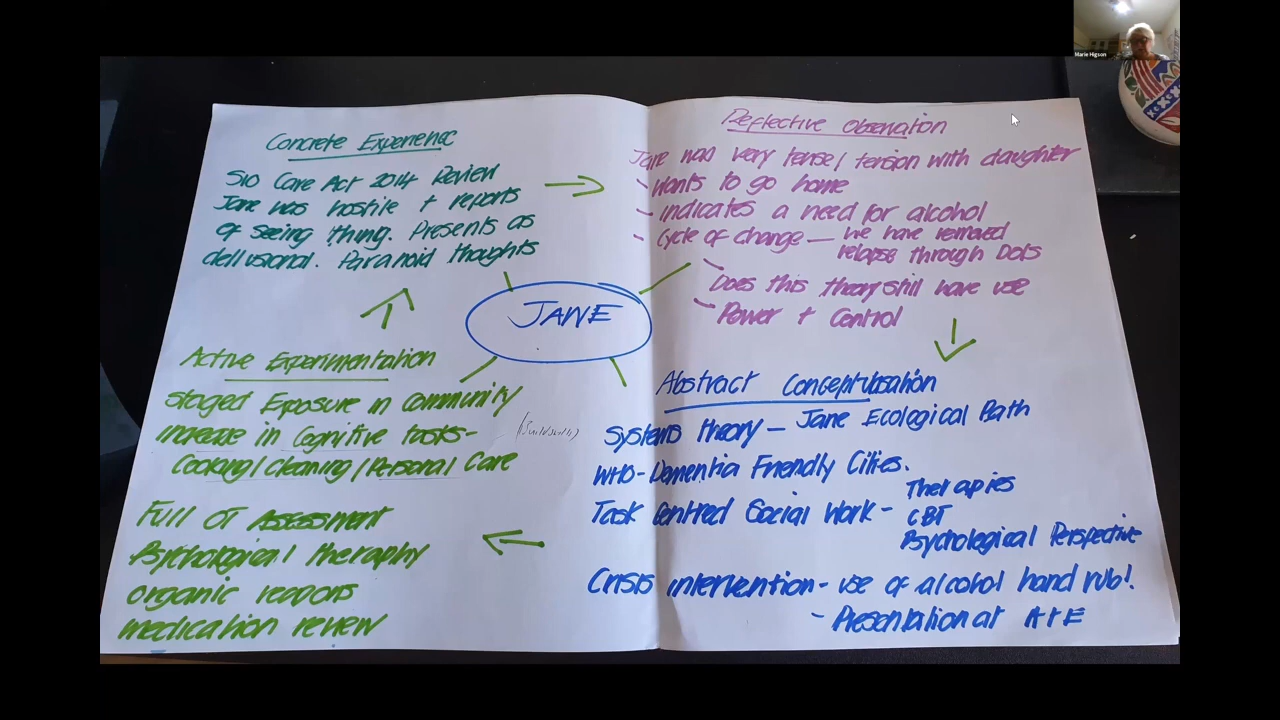 Marie Higson
Concrete Experience
S10 Care Act 2014 Review
Jane was hostile + reports
of seeing thing. Presents as
dellusional. Paranoid thoughts
Reflective Observation
Jane was very tense/ tension with daughter
- Wants to go home
- indicates a need for alcohol
- Cycle of change — we have removed
relapse through DoLS
- Does this theory still have use
- Power + Control
JANE
Abstract Conceptualisation
Systems theory — Jane Ecological Path
WHO - Dementia Friendly Cities.
Task Centred Social Work - Therapies
CBT
Psychological Perspective
Crisis intervention - use of alcohol hand rub!
- Presentation at A+E
Active Experimentation
Staged Exposure in Community
increase in Cognitive tasks-
Cooking/cleaning/Personal Care
Full OT Assessment
Psychological theraphy
organic reasons
medication review